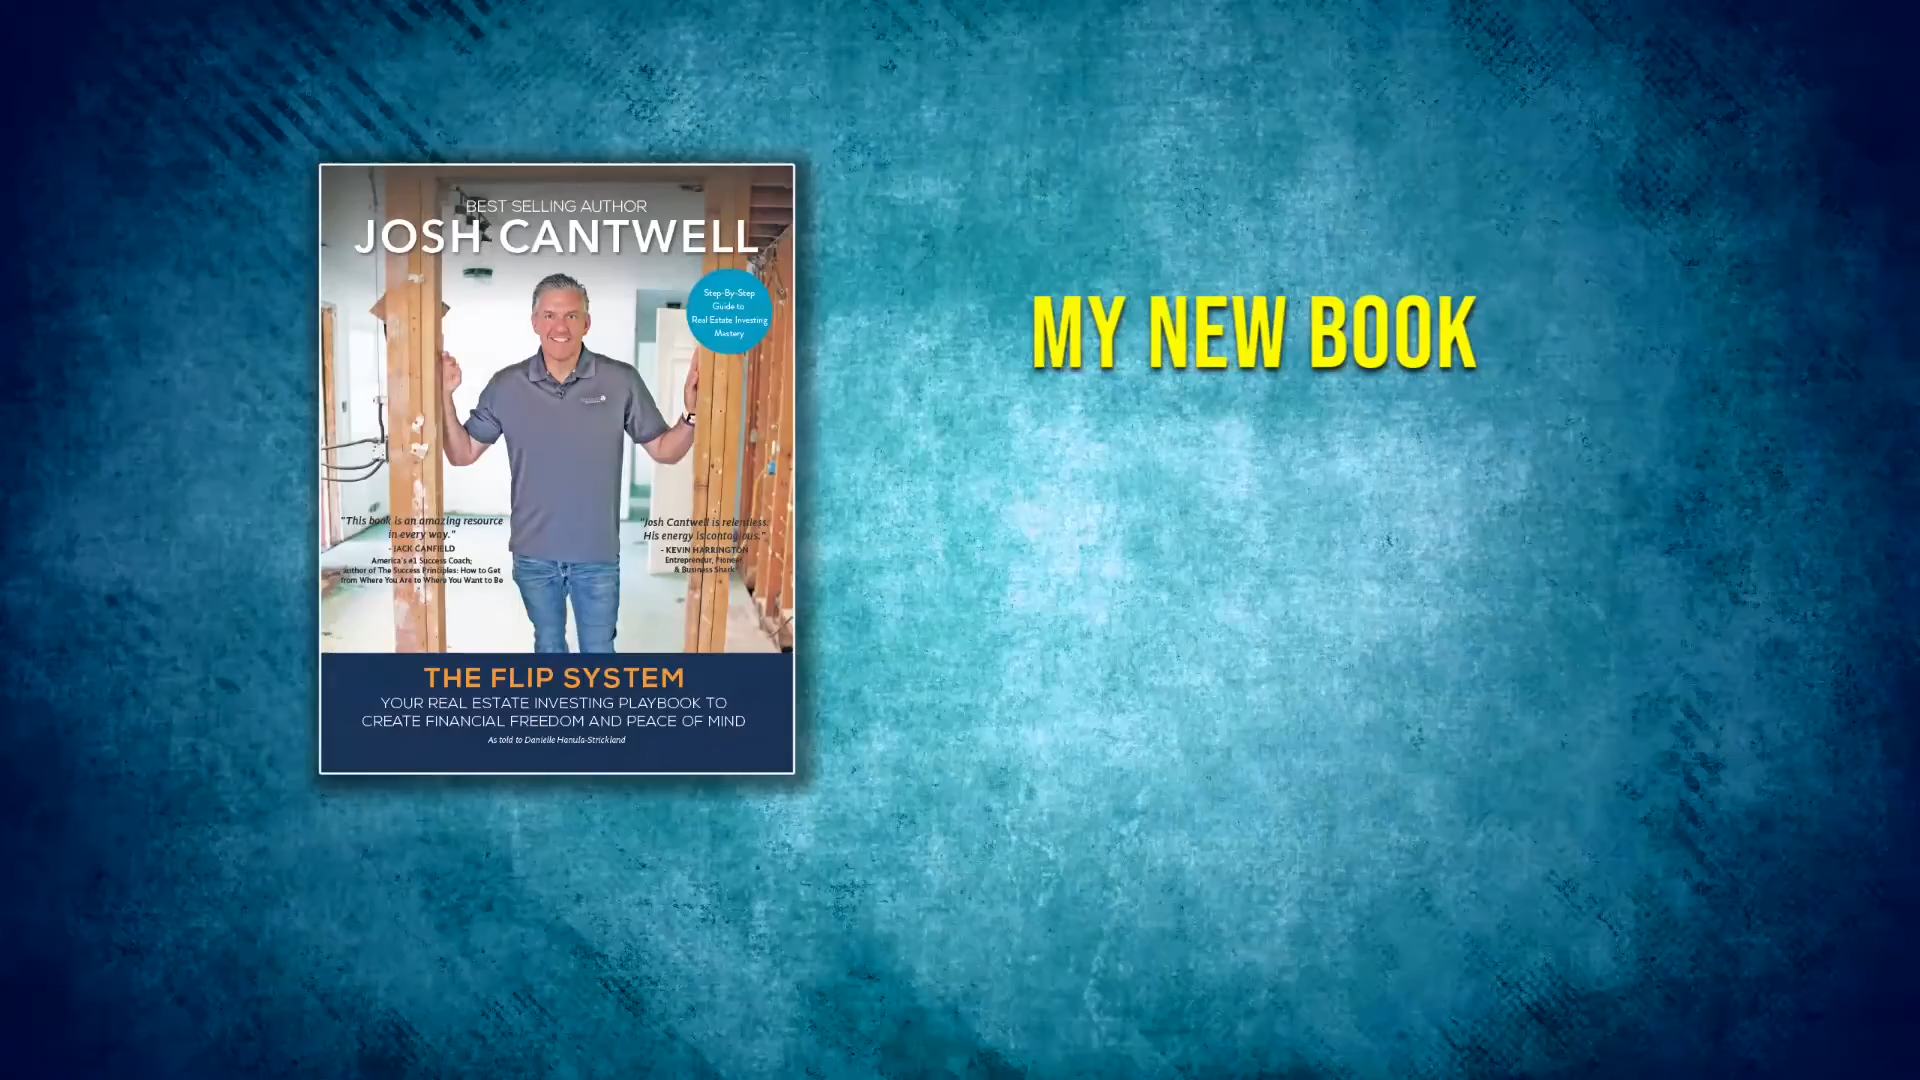 BEST SELLING AUTHOR
JOSH CANTWELL
Step-By-Step
Guide to
Real Estate Investing
Mastery
"This book is an amazing resource
in every way."
- JACK CANFIELD
America's #1 Success Coach;
author of The Success Principles: How to Get
from Where You Are to Where You Want to Be
"Josh Cantwell is relentless.
His energy is contagious."
- KEVIN HARRINGTON
Entrepreneur, Pioneer
& Business Shark
THE FLIP SYSTEM
YOUR REAL ESTATE INVESTING PLAYBOOK TO
CREATE FINANCIAL FREEDOM AND PEACE OF MIND
As told to Danielle Hanula-Strickland
MY NEW BOOK